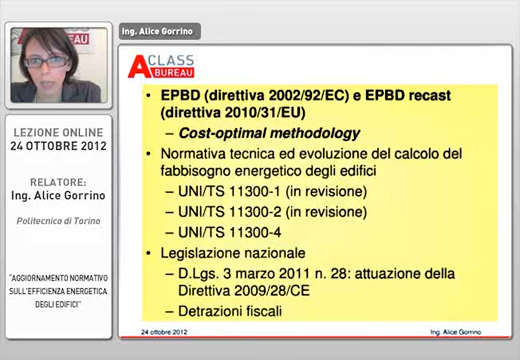 Ing. Alice Gorrino
BUREAU
ACLASS
BUREAU
LEZIONE ONLINE
24 OTTOBRE 2012
RELATORE:
Ing. Alice Gorrino
Politecnico di Torino
"AGGIORNAMENTO NORMATIVO
SULL'EFFICIENZA ENERGETICA
DEGLI EDIFICI"
• EPBD (direttiva 2002/92/EC) e EPBD recast
(direttiva 2010/31/EU)
– Cost-optimal methodology
• Normativa tecnica ed evoluzione del calcolo del
fabbisogno energetico degli edifici
– UNI/TS 11300-1 (in revisione)
– UNI/TS 11300-2 (in revisione)
– UNI/TS 11300-4
• Legislazione nazionale
– D.Lgs. 3 marzo 2011 n. 28: attuazione della
Direttiva 2009/28/CE
– Detrazioni fiscali
24 ottobre 2012
Ing. Alice Gorrino